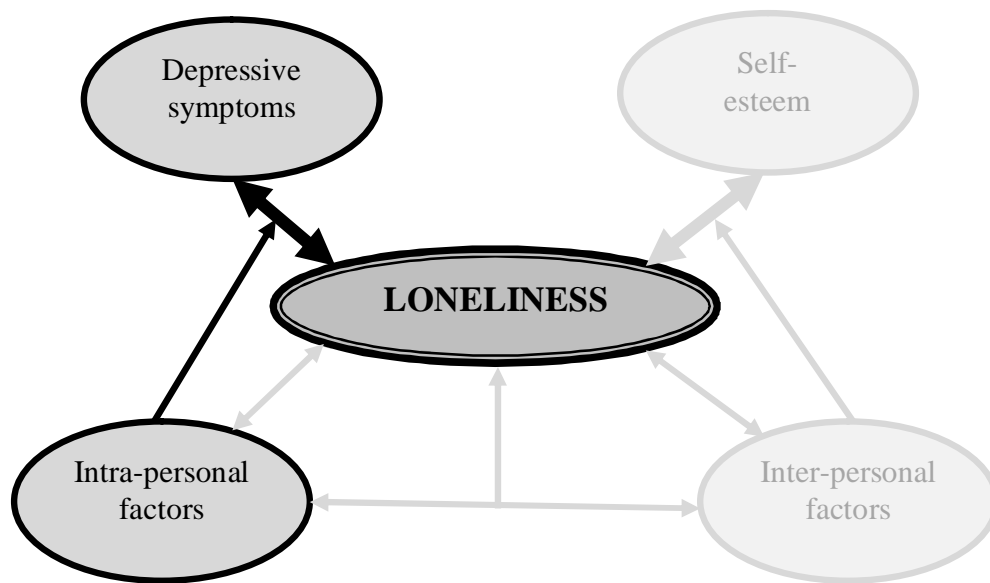 Depressive
symptoms
Self-
esteem
LONELINESS
Intra-personal
factors
Inter-personal
factors